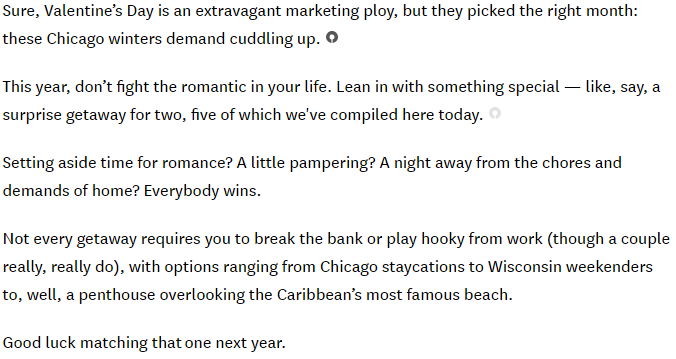 Sure, Valentine’s Day is an extravagant marketing ploy, but they picked the right month:
these Chicago winters demand cuddling up.
This year, don’t fight the romantic in your life. Lean in with something special — like, say, a
surprise getaway for two, five of which we've compiled here today.
Setting aside time for romance? A little pampering? A night away from the chores and
demands of home? Everybody wins.
Not every getaway requires you to break the bank or play hooky from work (though a couple
really, really do), with options ranging from Chicago staycations to Wisconsin weekenders
to, well, a penthouse overlooking the Caribbean’s most famous beach.
Good luck matching that one next year.